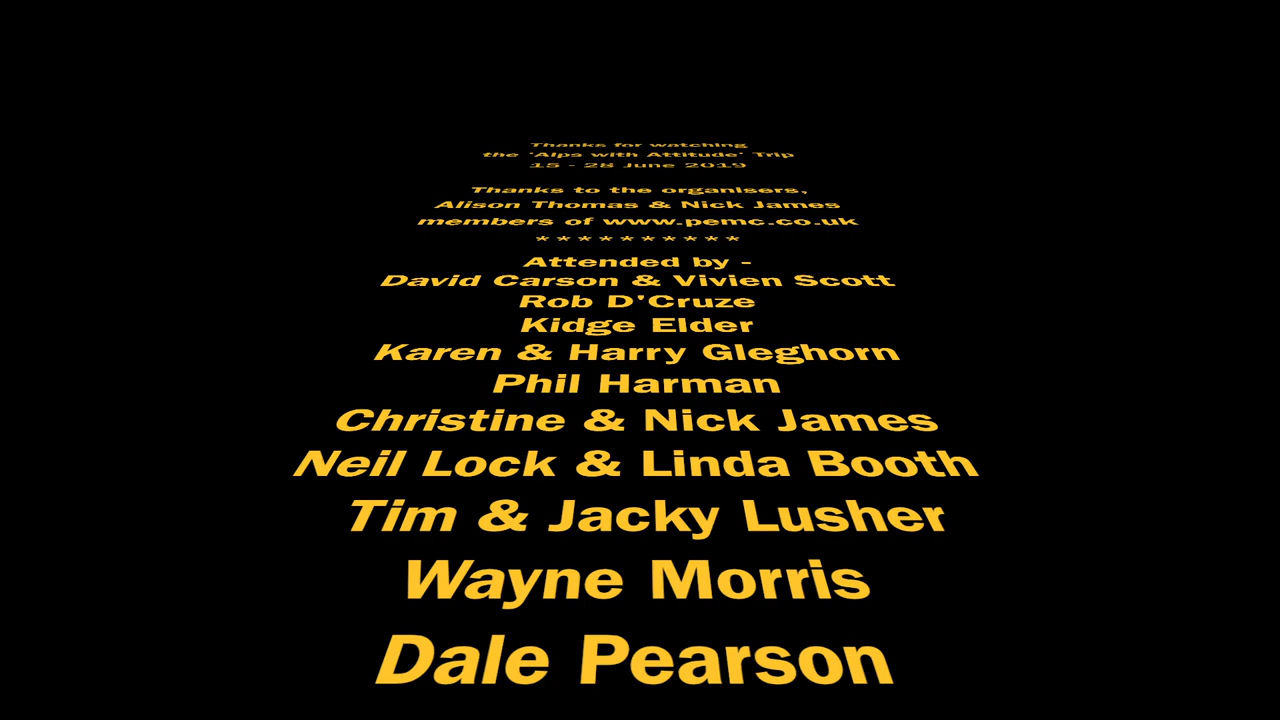 Thanks for watching
the 'Alps with Attitude' Trip
15 - 28 June 2019
Thanks to the organisers,
Alison Thomas & Nick James
members of www.pemc.co.uk
**********
Attended by -
David Carson & Vivien Scott
Rob D'Cruze
Kidge Elder
Karen & Harry Gleghorn
Phil Harman
Christine & Nick James
Neil Lock & Linda Booth
Tim & Jacky Lusher
Wayne Morris
Dale Pearson